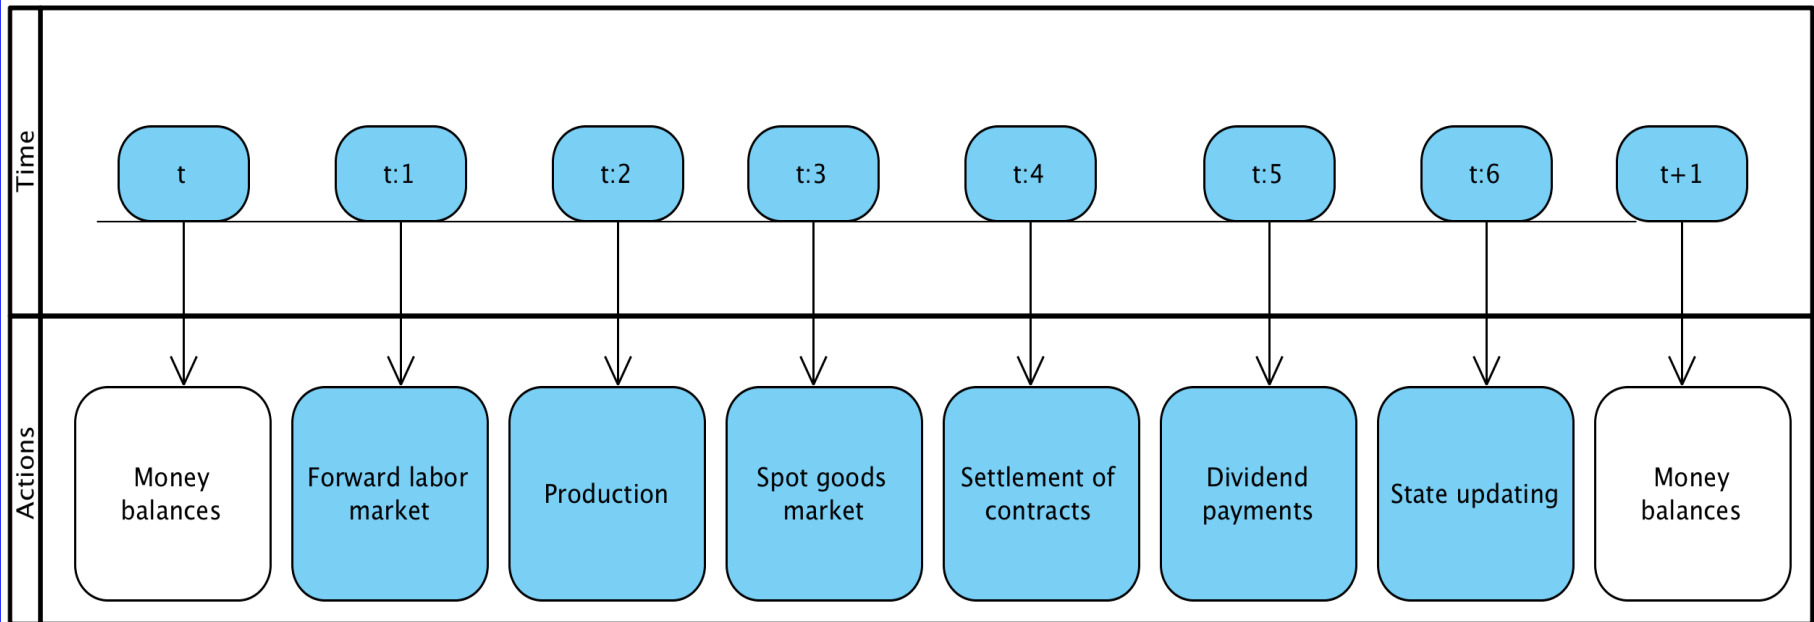 Time
t
t:1
t:2
t:3
t:4
t:5
t:6
t+1
Actions
Money
balances
Forward labor
market
Production
Spot goods
market
Settlement of
contracts
Dividend
payments
State updating
Money
balances